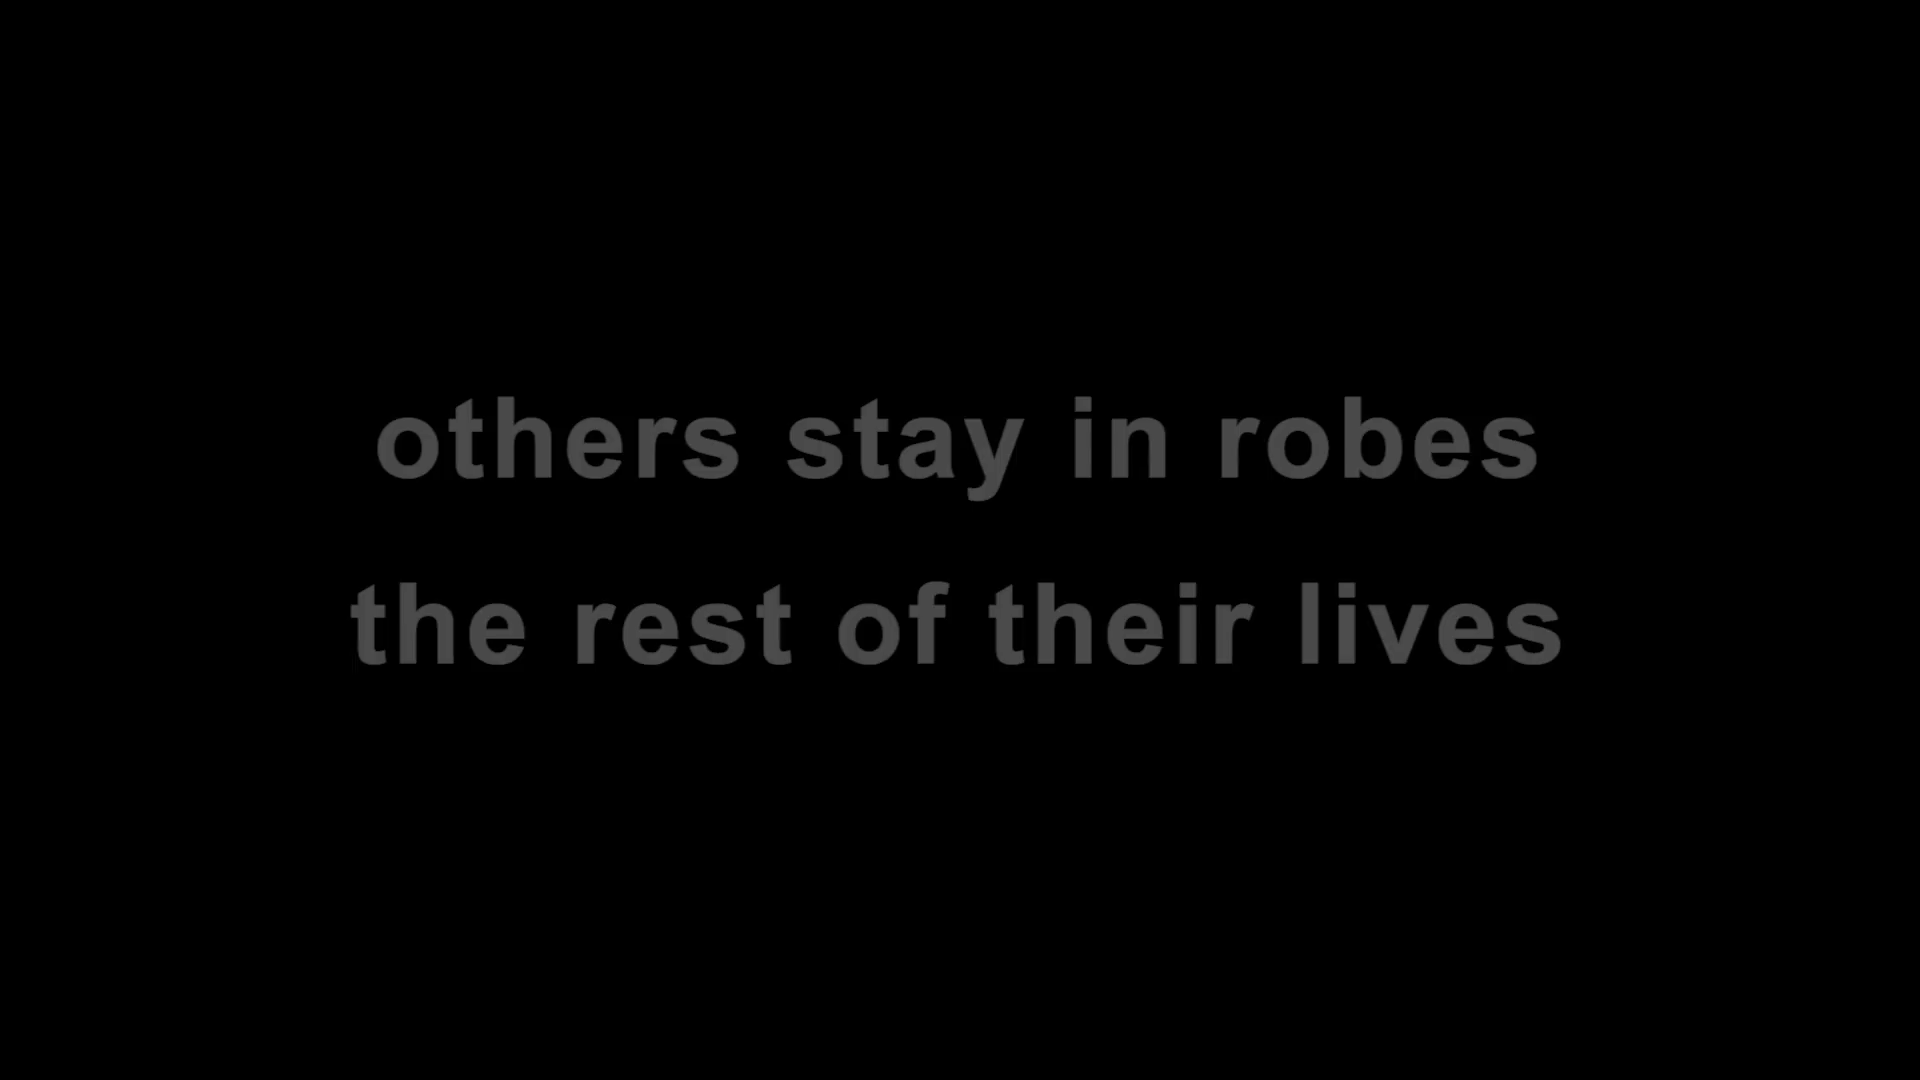 others stay in robes
the rest of their lives